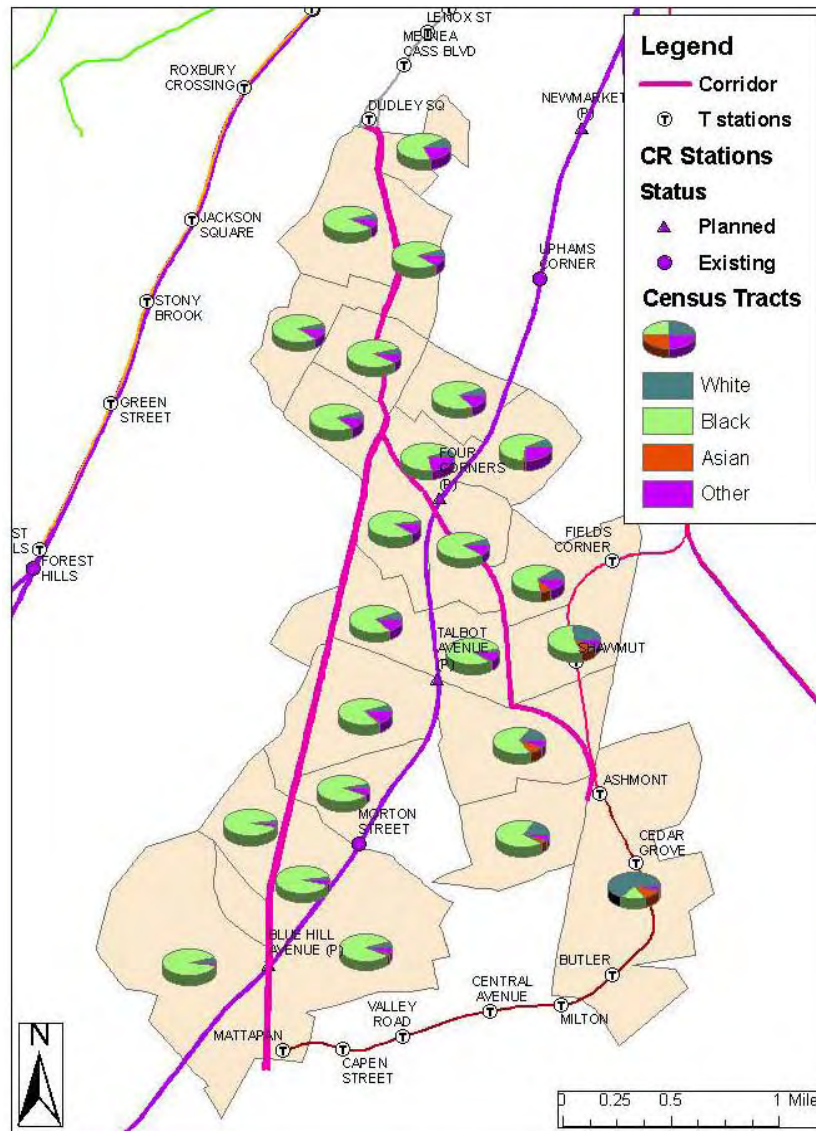 LENOX ST
MELNEA
CASS BLVD
ROXBURY
CROSSING
DUDLEY SQ
NEWMARKET
(P)
JACKSON
SQUARE
UPHAMS
CORNER
STONY
BROOK
GREEN
STREET
FOUR
CORNERS
(P)
ST
LS
FOREST
HILLS
FIELDS
CORNER
TALBOT
AVENUE
(P)
SHAWMUT
ASHMONT
MORTON
STREET
CEDAR
GROVE
BLUE HILL
AVENUE (P)
BUTLER
CENTRAL
AVENUE
MILTON
VALLEY
ROAD
MATTAPAN
CAPEN
STREET
Legend
Corridor
T T stations
CR Stations
Status
Planned
Existing
Census Tracts
White
Black
Asian
Other
N
0 0.25 0.5 1 Mile